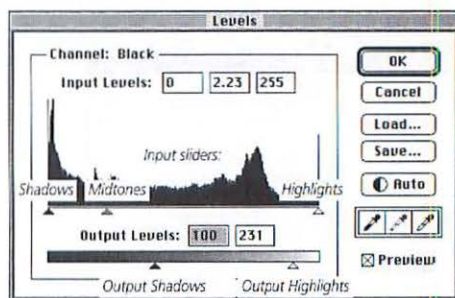 Levels
Channel: Black
Input Levels: 0 2.23 255
Input sliders:
Shadows Midtones Highlights
Output Levels: 100 231
Output Shadows Output Highlights
OK
Cancel
Load...
Save...
Auto
Preview